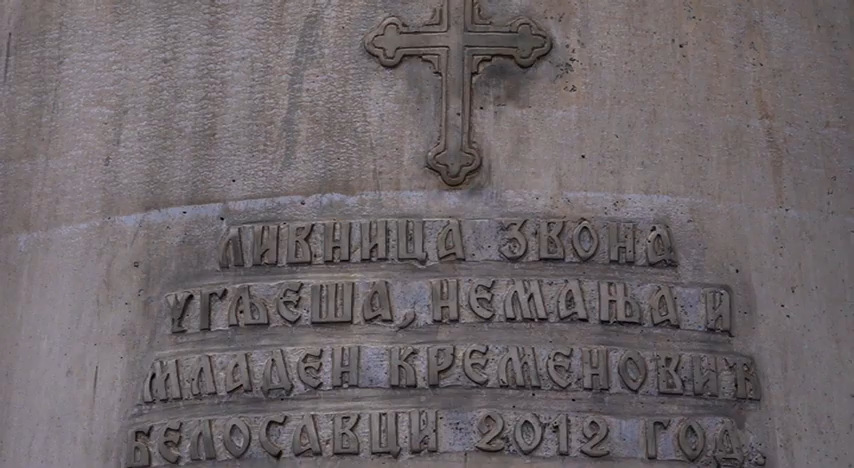 ЛИВНИЦА ЗВОНА
УГЉЕША, НЕМАЊА И
МЛАДЕН КРЕМЕНОВИЋ
БЕЛОСАВЦИ 2012 ГОД.